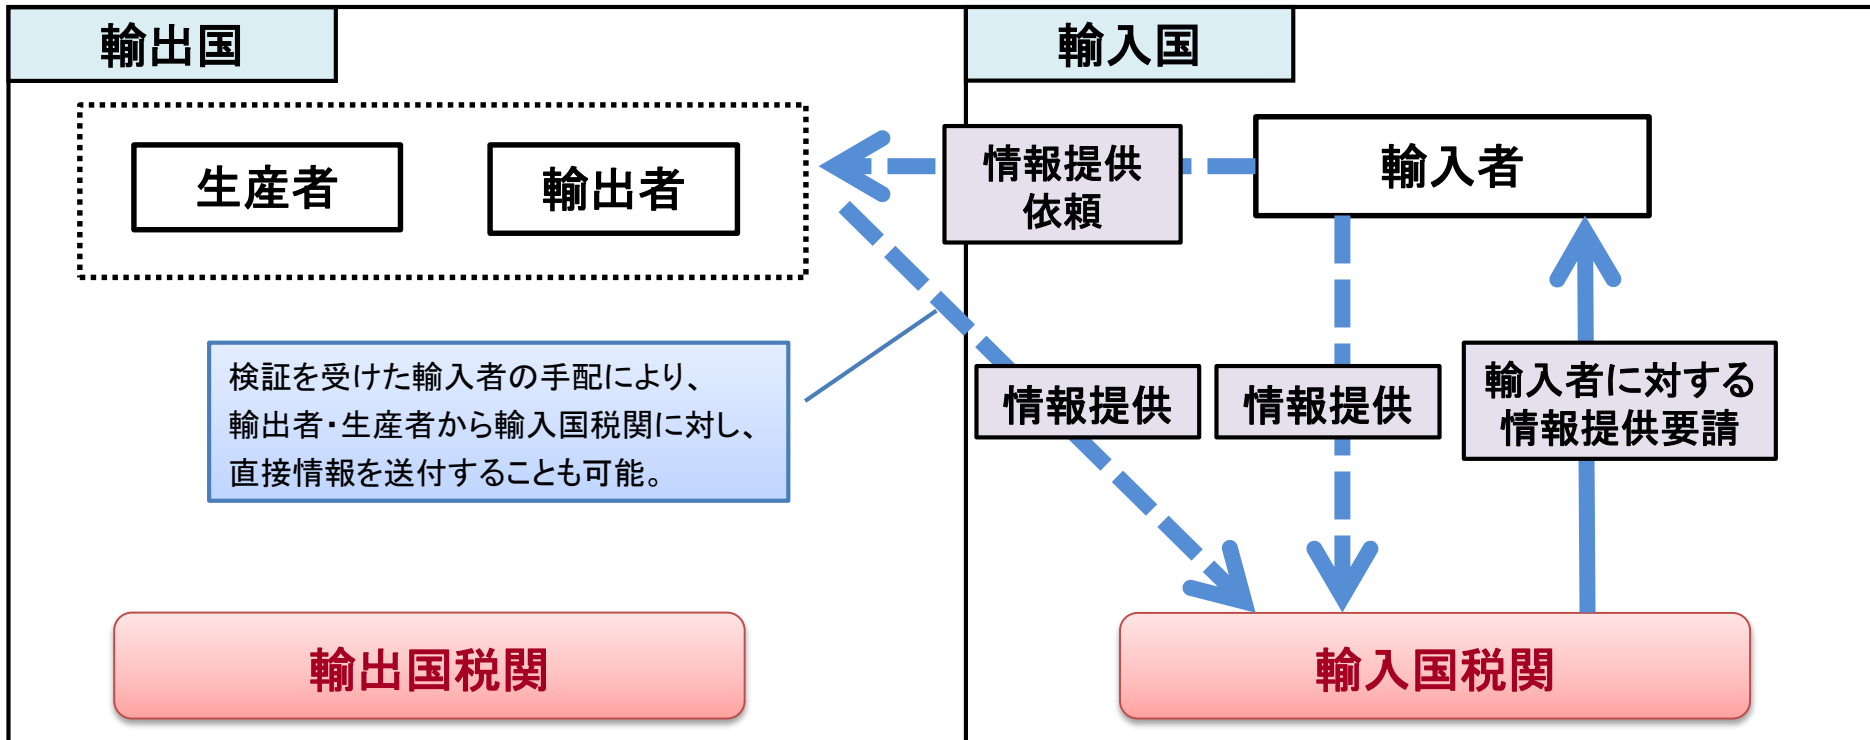 輸出国
輸入国
生産者
輸出者
情報提供
依頼
輸入者
検証を受けた輸入者の手配により、
輸出者・生産者から輸入国税関に対し、
直接情報を送付することも可能。
情報提供
情報提供
輸入者に対する
情報提供要請
輸出国税関
輸入国税関